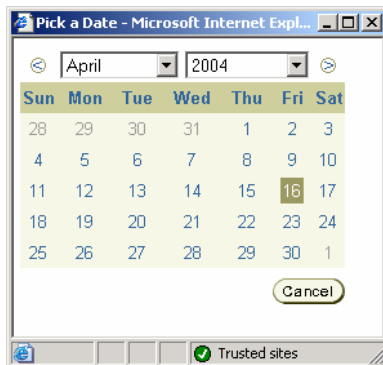 Pick a Date - Microsoft Internet Expl...
April 2004
Sun Mon Tue Wed Thu Fri Sat
28 29 30 31 1 2 3
4 5 6 7 8 9 10
11 12 13 14 15 16 17
18 19 20 21 22 23 24
25 26 27 28 29 30 1
Cancel
Trusted sites